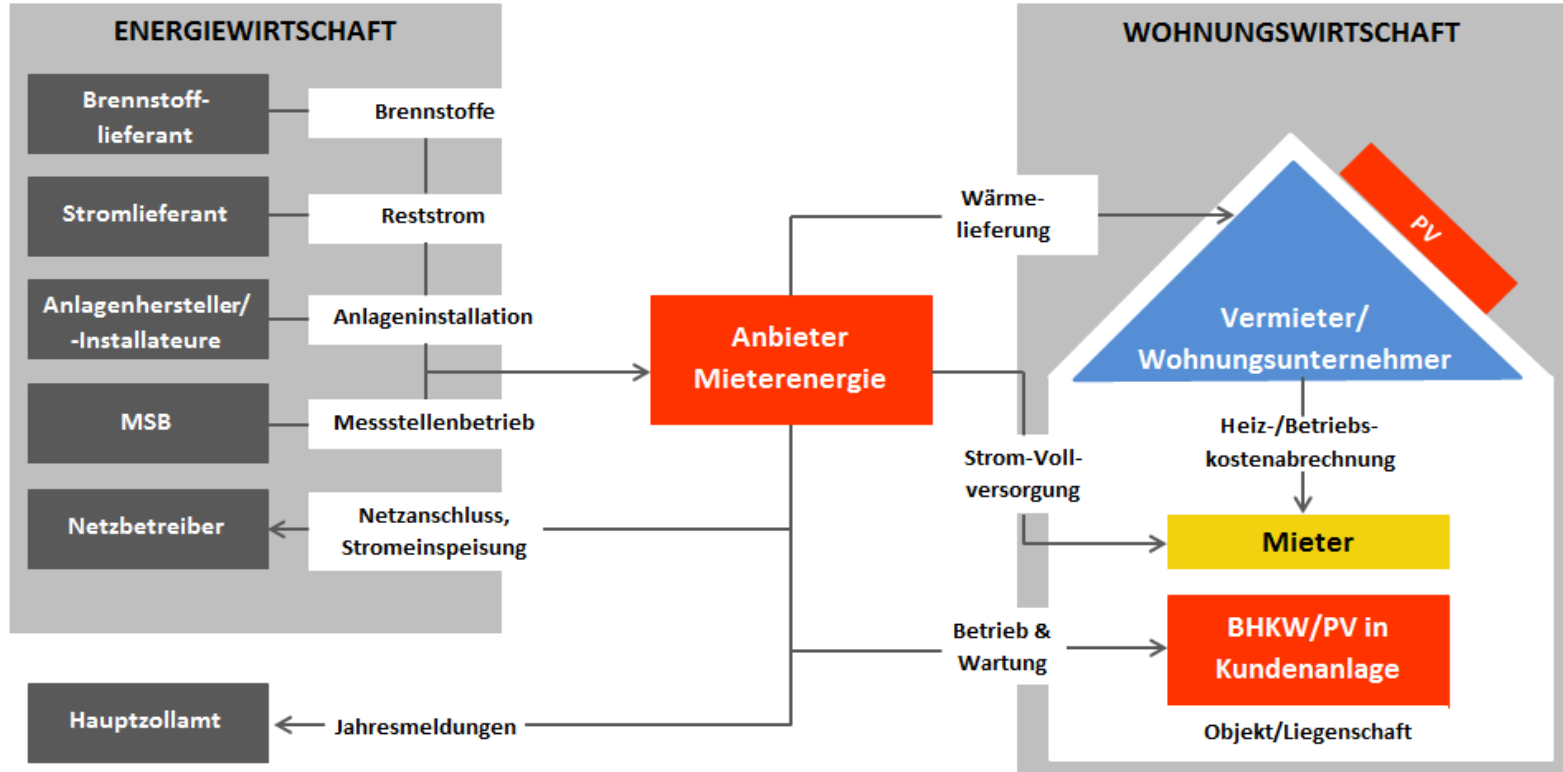 ENERGIEWIRTSCHAFT
Brennstoff-
lieferant
Brennstoffe
Stromlieferant
Reststrom
Anlagenhersteller/
-Installateure
Anlageninstallation
MSB
Messstellenbetrieb
Netzbetreiber
Netzanschluss,
Stromeinspeisung
Hauptzollamt
Jahresmeldungen
Anbieter
Mieterenergie
Wärme-
lieferung
Strom-Voll-
versorgung
Betrieb &
Wartung
WOHNUNGSWIRTSCHAFT
PV
Vermieter/
Wohnungsunternehmer
Heiz-/Betriebs-
kostenabrechnung
Mieter
BHKW/PV in
Kundenanlage
Objekt/Liegenschaft